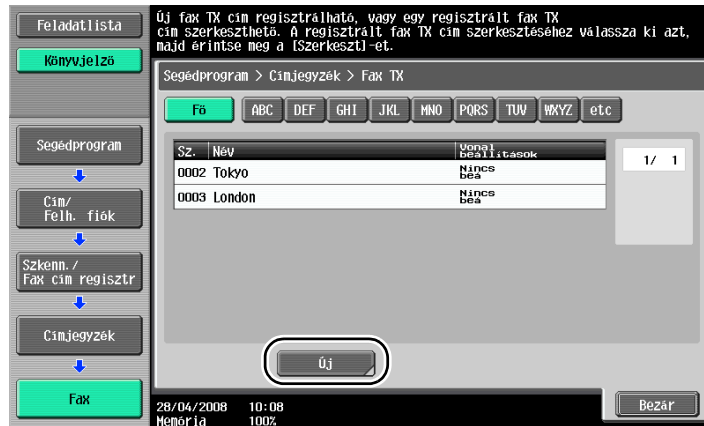 Feladatlista
Könyvjelző
Segédprogram
Cím/
Felh. fiók
Szkenn./
Fax cím regisztr
Címjegyzék
Fax
Új fax TX cím regisztrálható, vagy egy regisztrált fax TX
cím szerkeszthető. A regisztrált fax TX cím szerkesztéséhez válassza ki azt,
majd érintse meg a [Szerkeszt]-et.
Segédprogram > Címjegyzék > Fax TX
Fő ABC DEF GHI JKL MNO PQRS TUV WXYZ etc
Sz. Név Vonal
beállítások
1/ 1
0002 Tokyo Nincs
beá
0003 London Nincs
beá
Új
28/04/2008 10:08
Memória 100%
Bezár